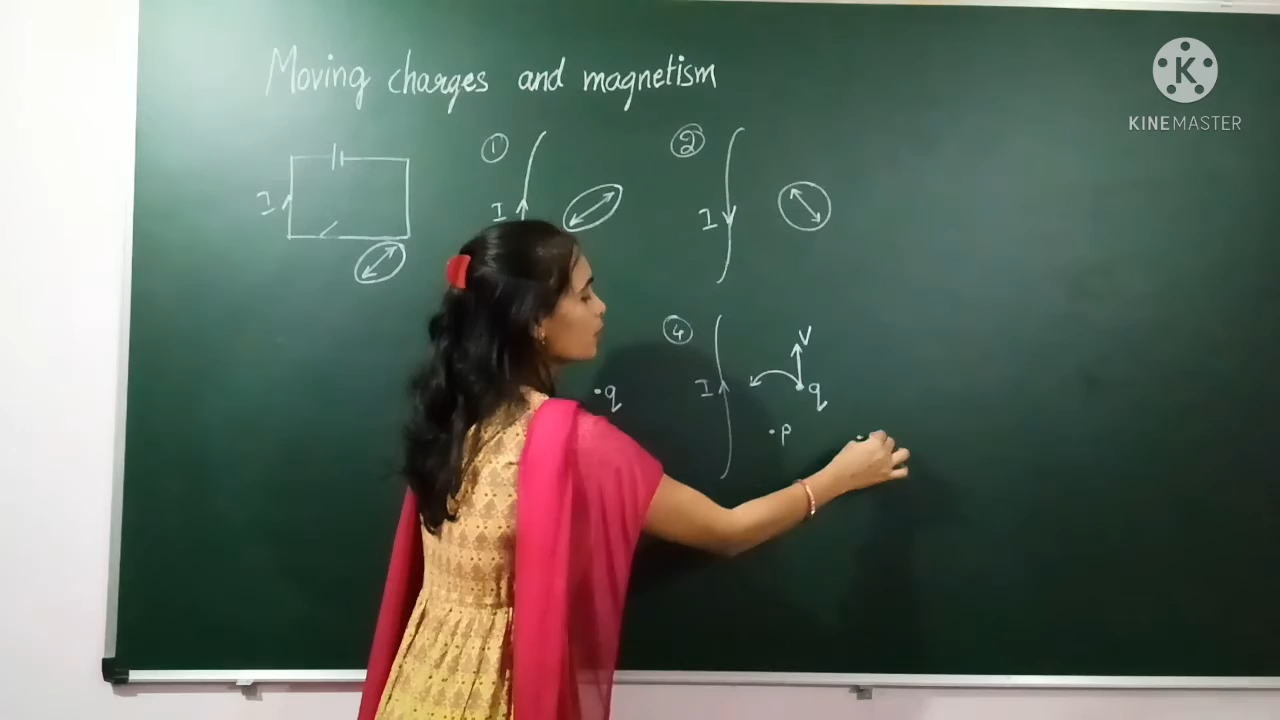 Moving charges and magnetism
I
①
I
②
I
q
④
I
V
q
P
K
KINEMASTER